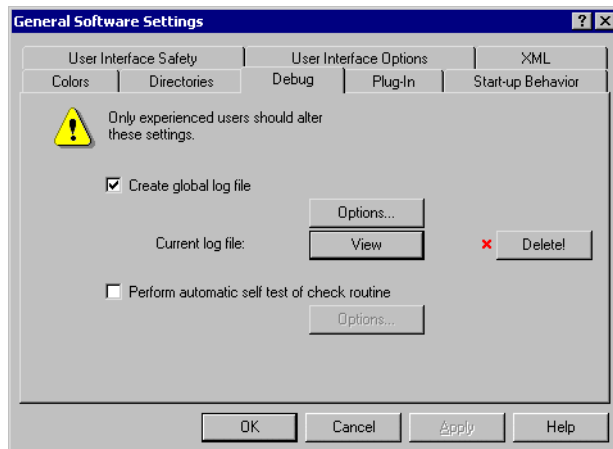 General Software Settings
User Interface Safety User Interface Options XML
Colors Directories Debug Plug-In Start-up Behavior
Only experienced users should alter
these settings.
Create global log file
Options...
Current log file: View Delete!
Perform automatic self test of check routine
Options...
OK Cancel Apply Help